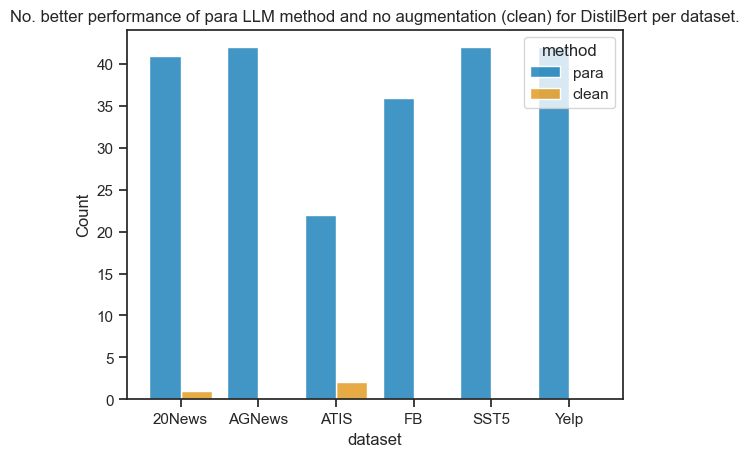 No. better performance of para LLM method and no augmentation (clean) for DistilBert per dataset.
method
para
clean
Count
40
35
30
25
20
15
10
5
0
20News
AGNews
ATIS
FB
SST5
Yelp
dataset